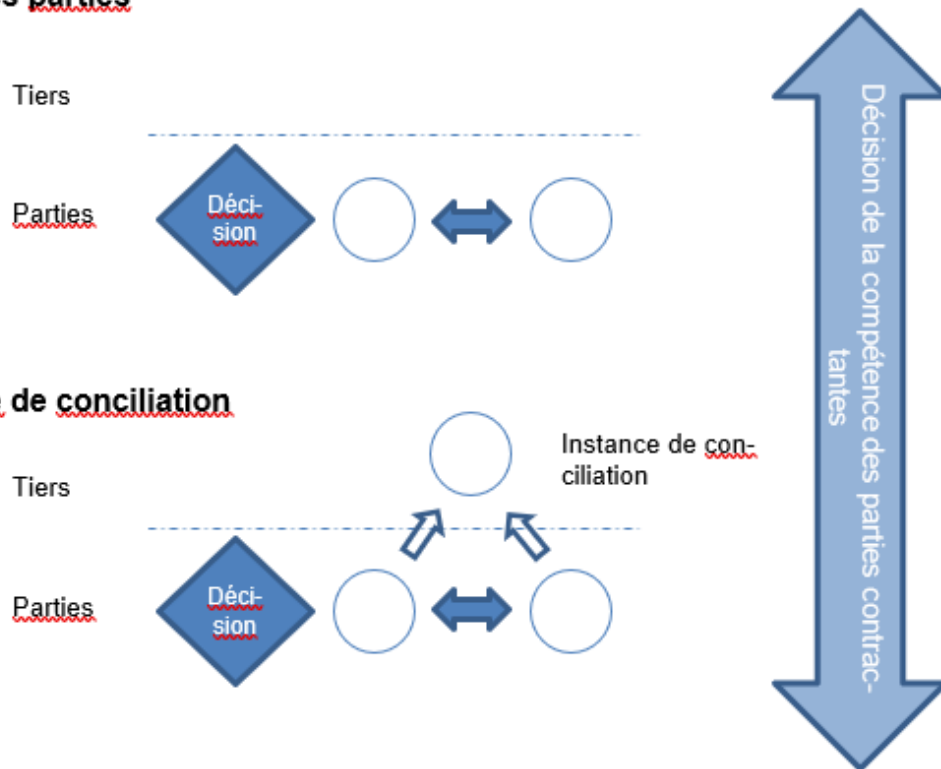 parties
Tiers
Parties
Déci-
sion
de conciliation
Tiers
Instance de con-
ciliation
Parties
Déci-
sion
Décision de la compétence des parties contrac-
tantes